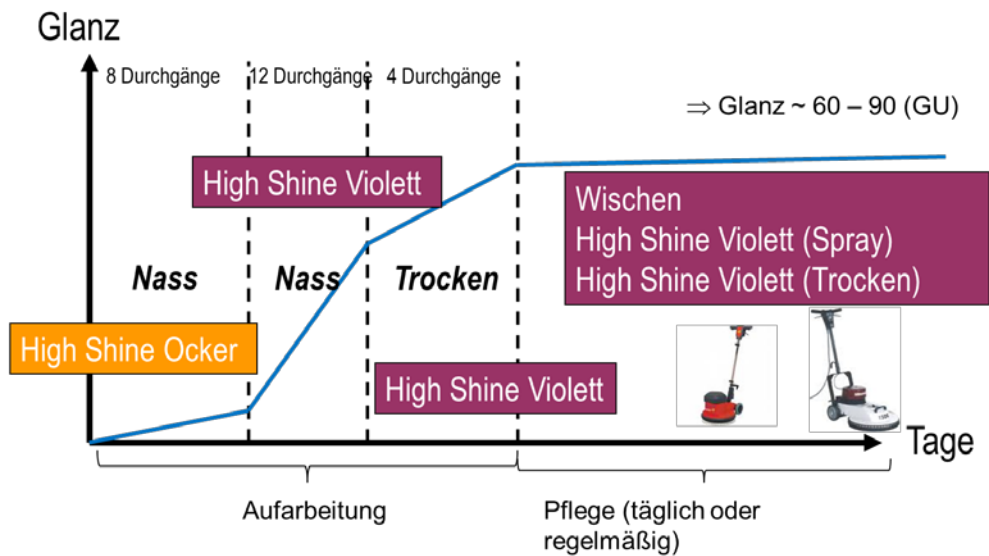 Glanz
8 Durchgänge
12 Durchgänge
4 Durchgänge
⇒ Glanz ~ 60 – 90 (GU)
High Shine Violett
Wischen
High Shine Violett (Spray)
High Shine Violett (Trocken)
Nass
Nass
Trocken
High Shine Ocker
High Shine Violett
Tage
Aufarbeitung
Pflege (täglich oder
regelmäßig)